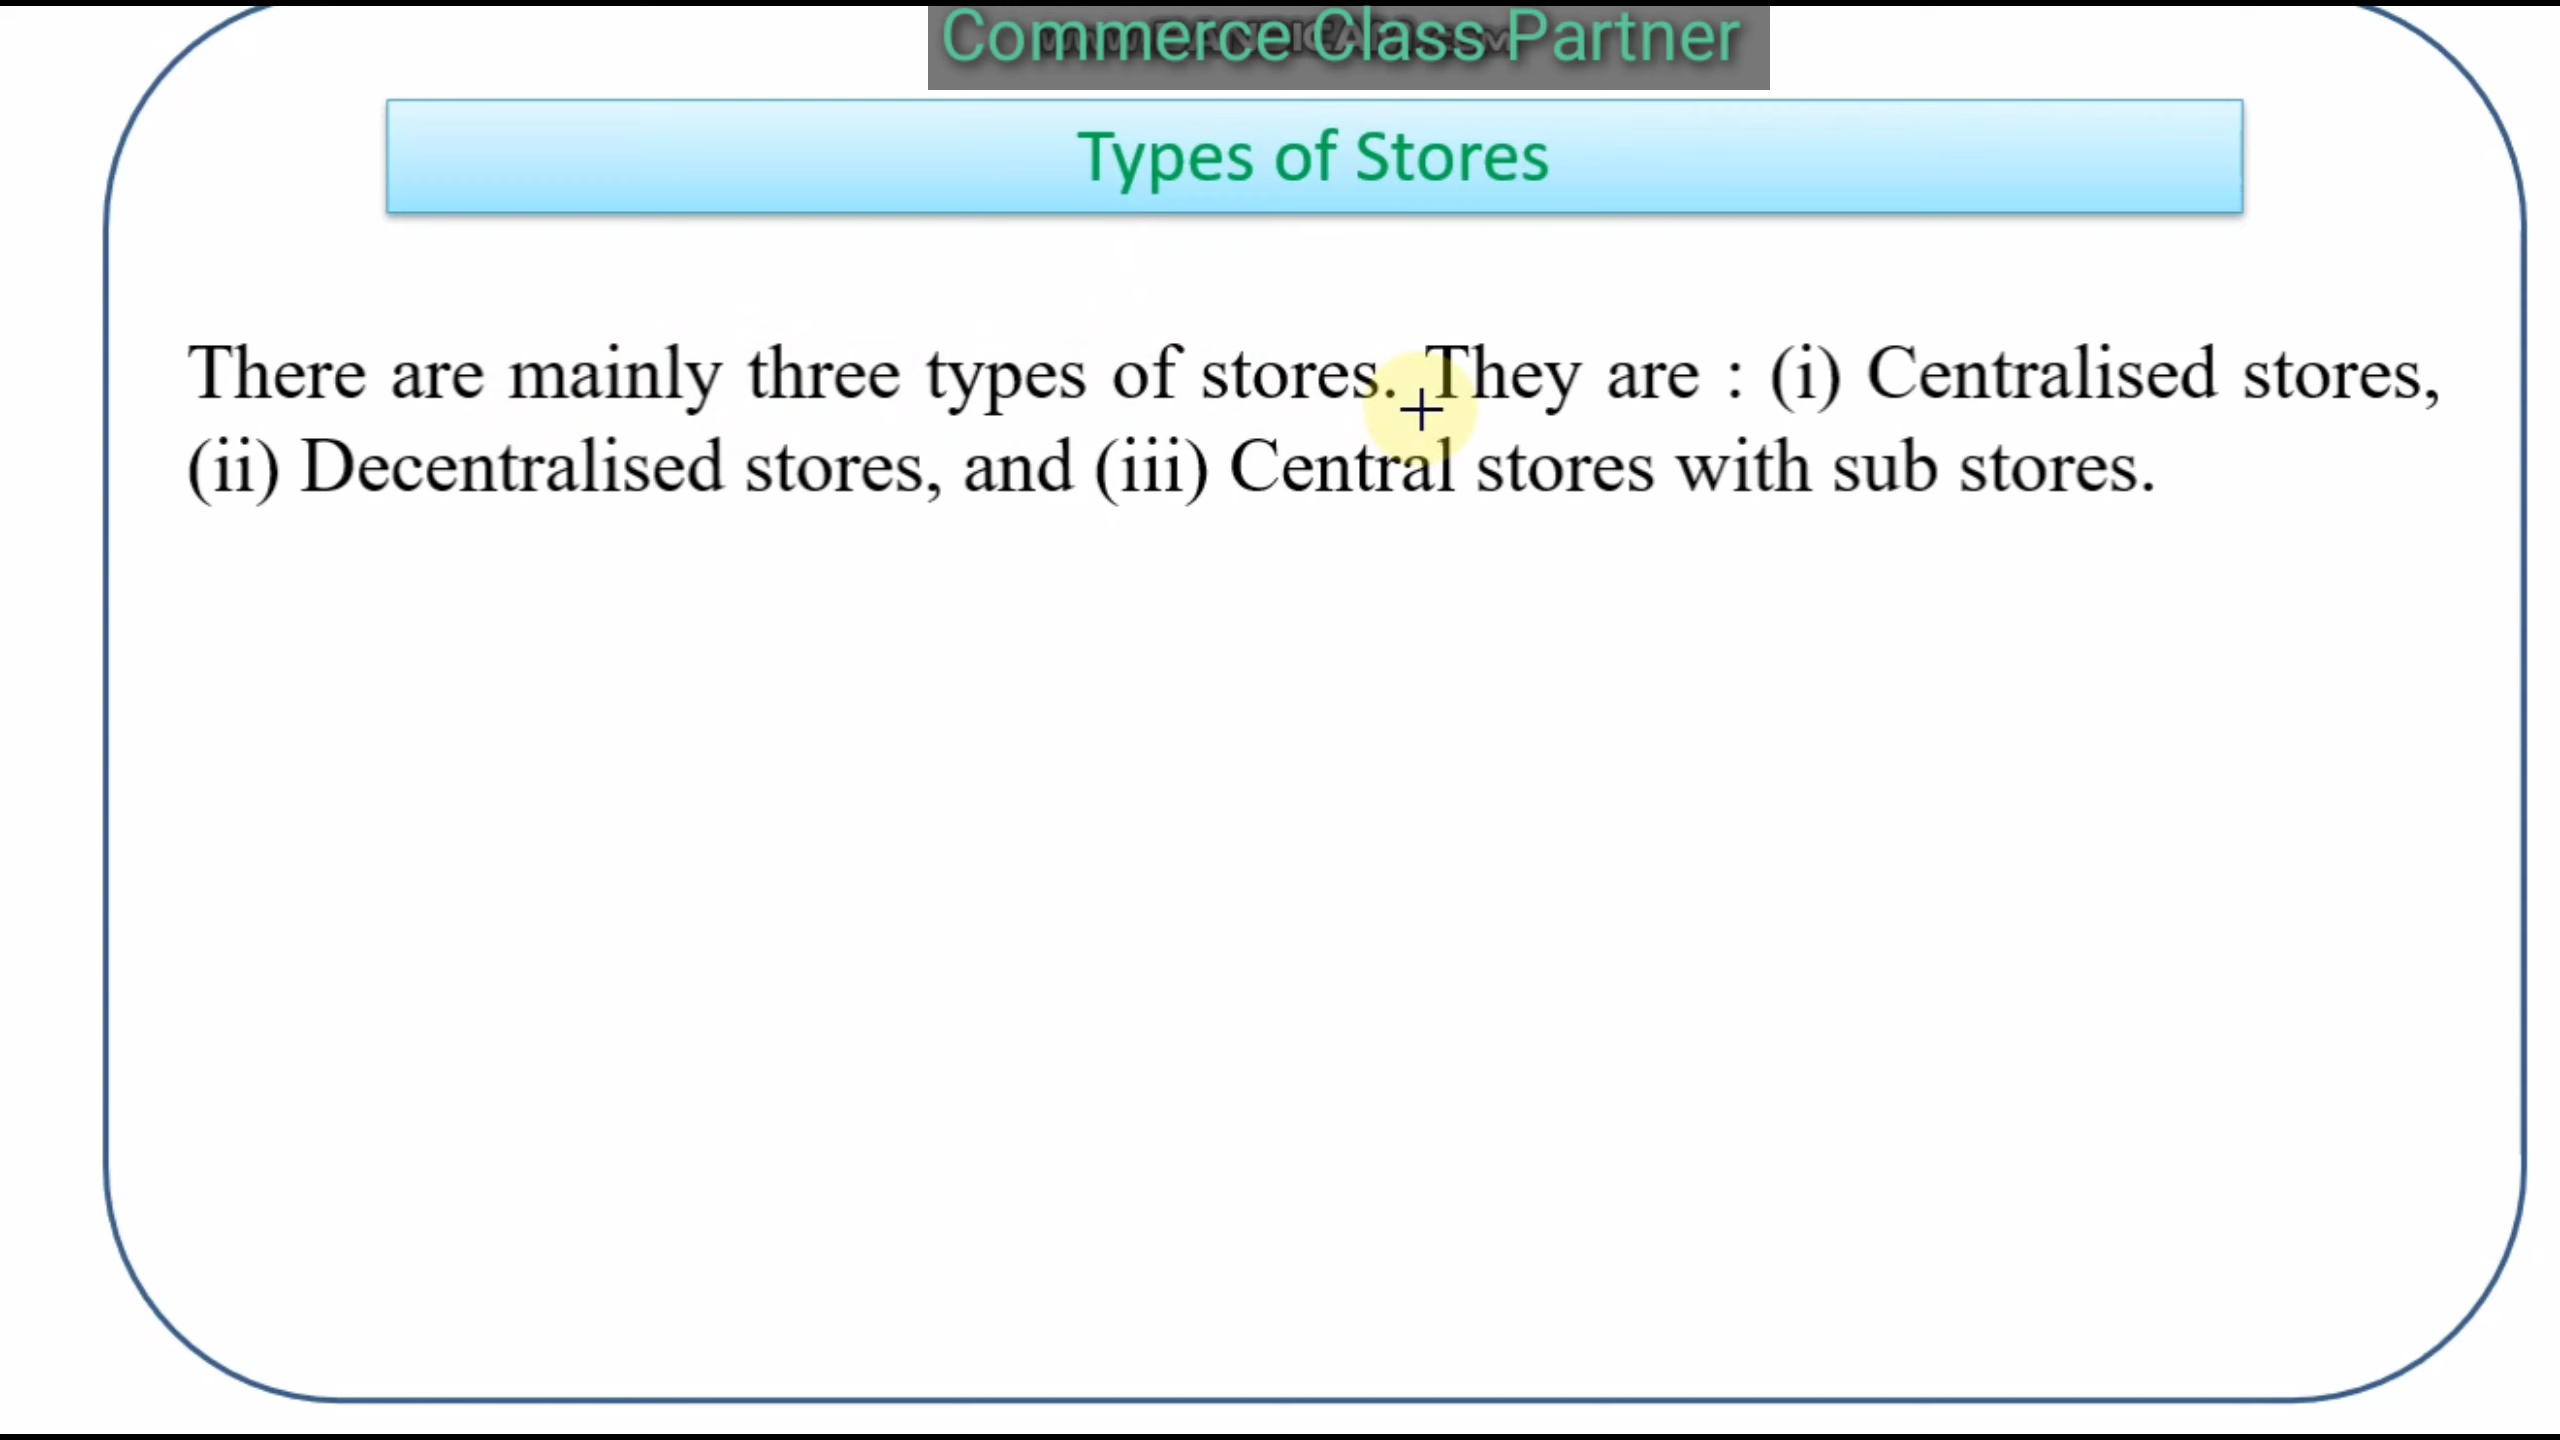 Commerce Class Partner
Types of Stores
There are mainly three types of stores. They are : (i) Centralised stores,
(ii) Decentralised stores, and (iii) Central stores with sub stores.